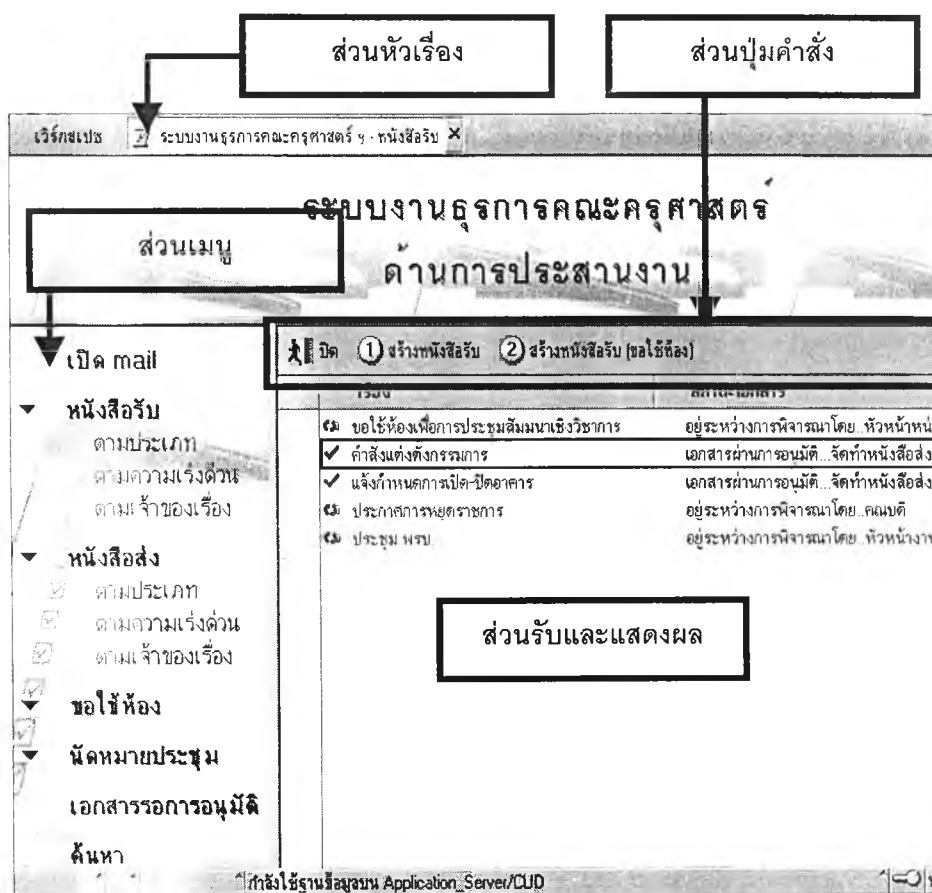 ส่วนหัวเรื่อง
ส่วนปุ่มคำสั่ง
เวิร์กสเปซ
ระบบงานธุรการคณะครุศาสตร์ ฯ - หนังสือรับ
ระบบงานธุรการคณะครุศาสตร์
ด้านการประสานงาน
ส่วนเมนู
ปิด 1 สร้างหนังสือรับ 2 สร้างหนังสือรับ [ขอใช้ห้อง]
เรื่อง สถานะเอกสาร
ขอใช้ห้องเพื่อการประชุมสัมมนาเชิงวิชาการ อยู่ระหว่างการพิจารณาโดย..หัวหน้าหน่
คำสั่งแต่งตั้งกรรมการ เอกสารผ่านการอนุมัติ...จัดทำหนังสือส่ง
แจ้งกำหนดการเปิด-ปิดอาคาร เอกสารผ่านการอนุมัติ...จัดทำหนังสือส่ง
ประกาศการหยุดราชการ อยู่ระหว่างการพิจารณาโดย..คณบดี
ประชุม พรบ. อยู่ระหว่างการพิจารณาโดย..หัวหน้างาน
ส่วนรับและแสดงผล
เปิด mail
หนังสือรับ
ตามประเภท
ตามความเร่งด่วน
ตามเจ้าของเรื่อง
หนังสือส่ง
ตามประเภท
ตามความเร่งด่วน
ตามเจ้าของเรื่อง
ขอใช้ห้อง
นัดหมายประชุม
เอกสารรอการอนุมัติ
ค้นหา
กำลังใช้ฐานข้อมูลบน Application_Server/CUD